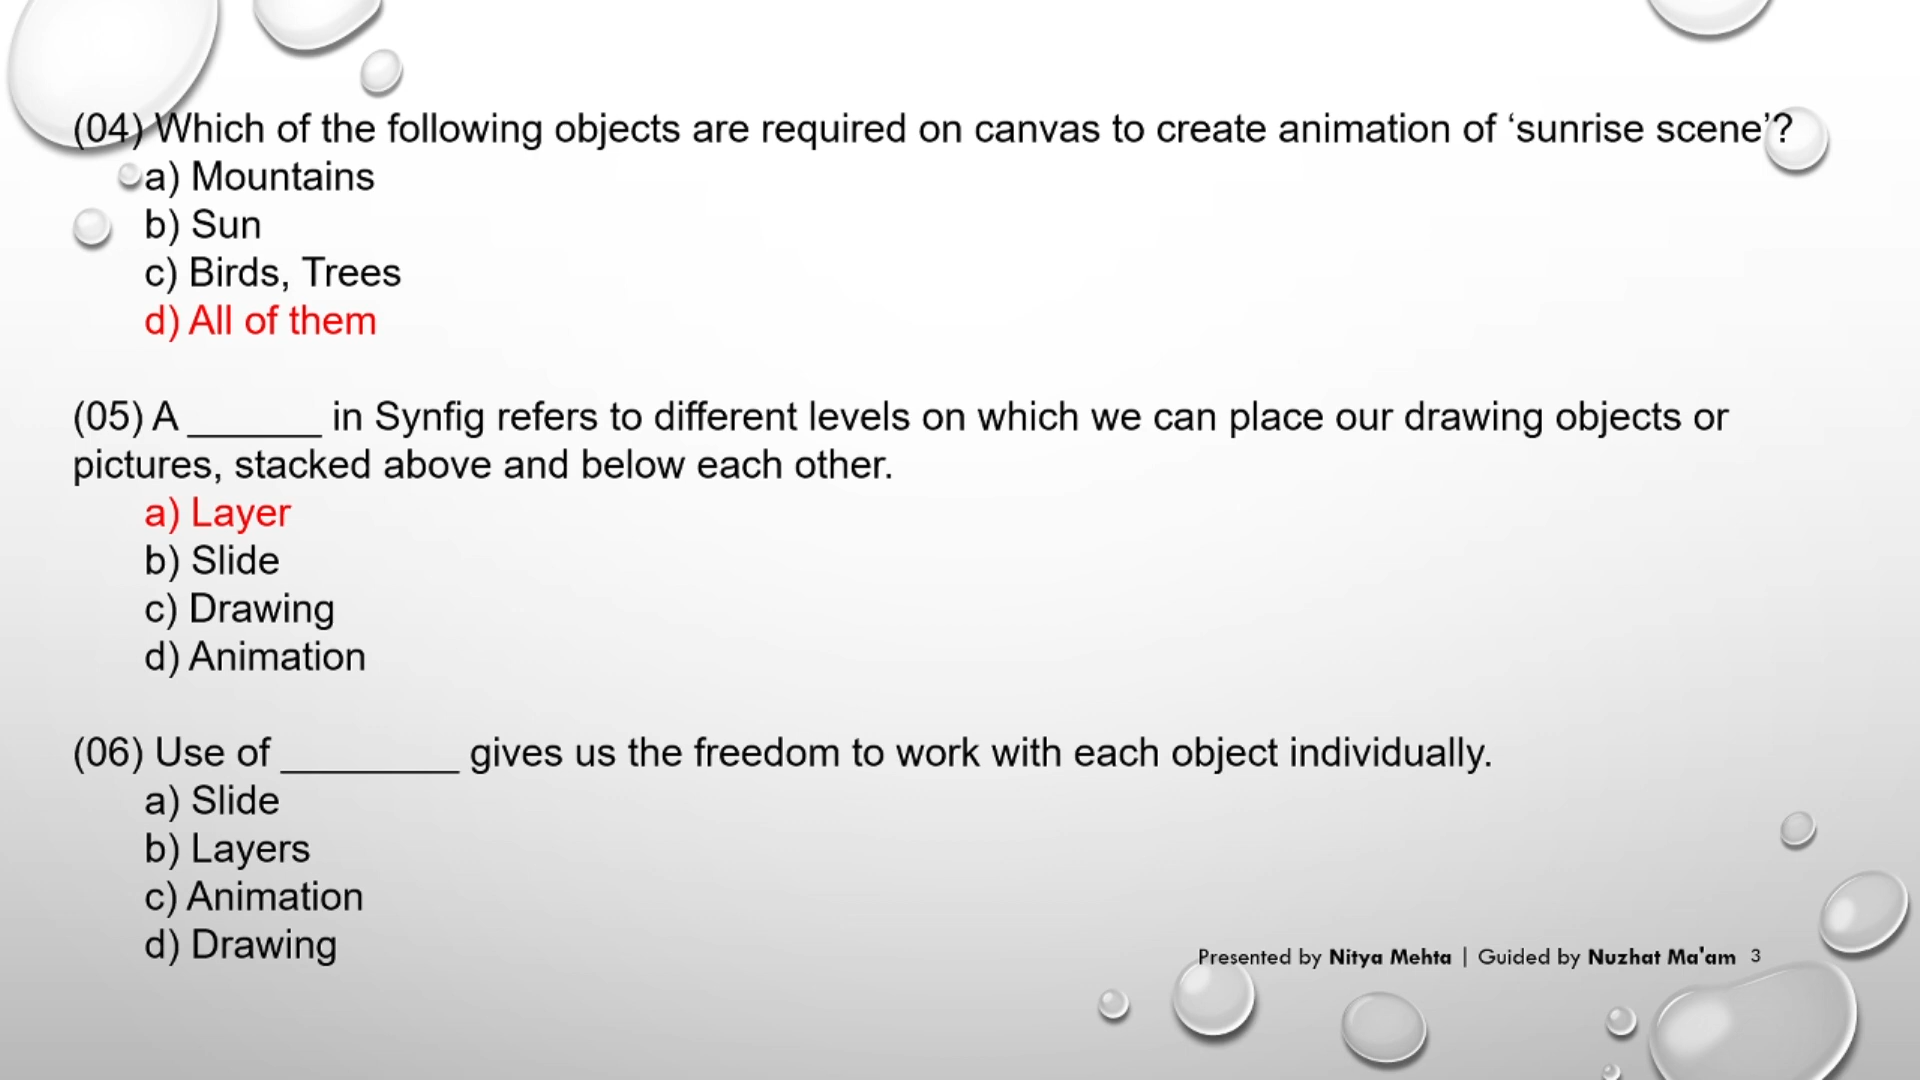 (04) Which of the following objects are required on canvas to create animation of ‘sunrise scene’?
a) Mountains
b) Sun
c) Birds, Trees
d) All of them
(05) A ______ in Synfig refers to different levels on which we can place our drawing objects or
pictures, stacked above and below each other.
a) Layer
b) Slide
c) Drawing
d) Animation
(06) Use of ________ gives us the freedom to work with each object individually.
a) Slide
b) Layers
c) Animation
d) Drawing
Presented by Nitya Mehta | Guided by Nuzhat Ma'am 3